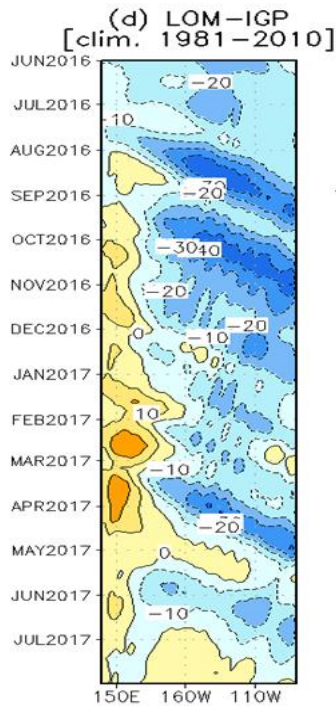 (d) LOM-IGP
[clim. 1981-2010]
JUN2016
-20
JUL2016
-10
AUG2016
-20
SEP2016
OCT2016
-30
40
-20
NOV2016
DEC2016
-20
0
-10
JAN2017
10
FEB2017
MAR2017
-10
APR2017
-20
MAY2017
0
JUN2017
-10
JUL2017
150E 160W 110W